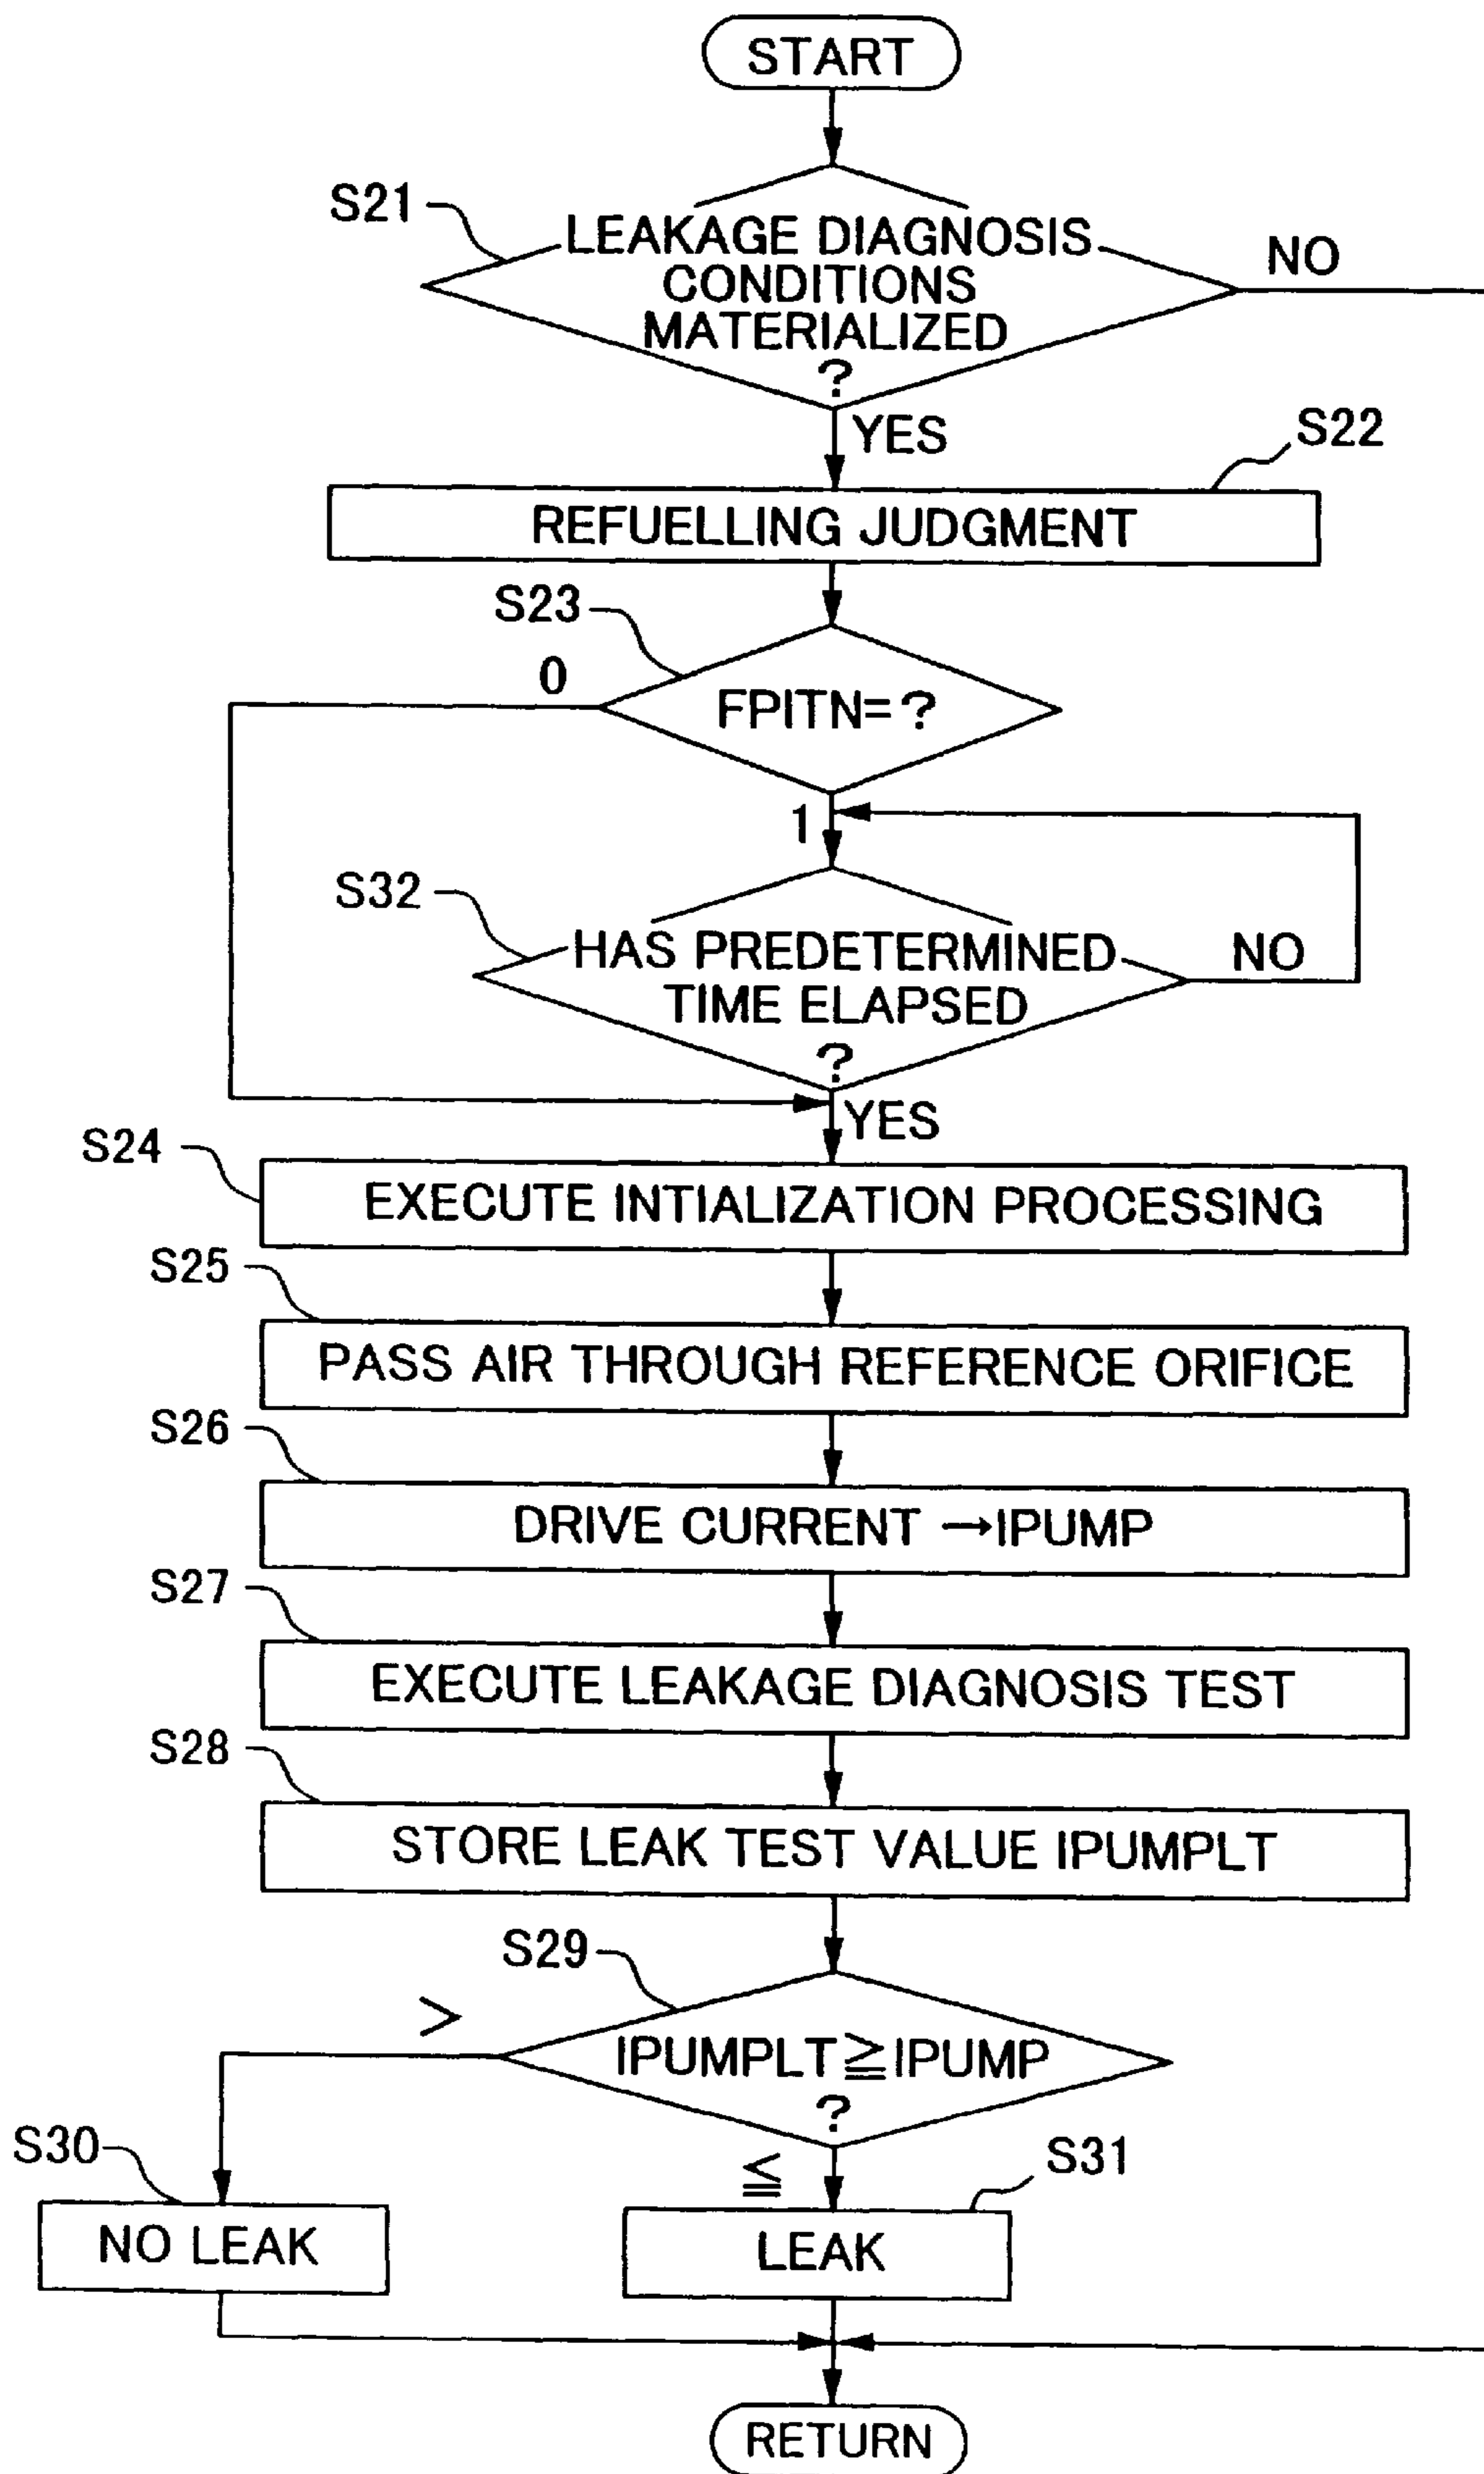 START
S21
LEAKAGE DIAGNOSIS
CONDITIONS
MATERIALIZED
?
NO
YES
S22
REFUELLING JUDGMENT
S23
0
FPITN=?
1
S32
HAS PREDETERMINED
TIME ELAPSED
?
NO
YES
S24
EXECUTE INTIALIZATION PROCESSING
S25
PASS AIR THROUGH REFERENCE ORIFICE
S26
DRIVE CURRENT →IPUMP
S27
EXECUTE LEAKAGE DIAGNOSIS TEST
S28
STORE LEAK TEST VALUE IPUMPLT
S29
>
IPUMPLT≧IPUMP
?
≦
S30
NO LEAK
S31
LEAK
RETURN